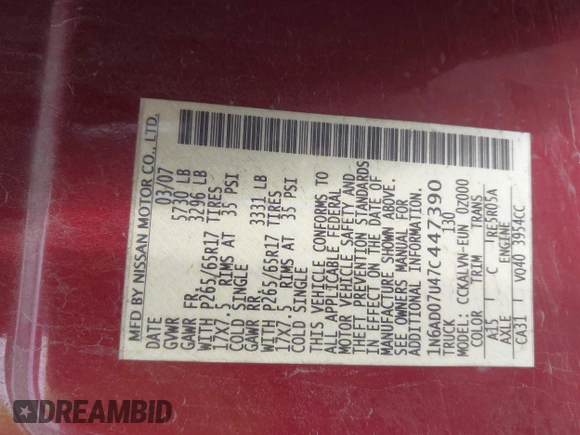 MFD BY NISSAN MOTOR CO., LTD.
DATE 03/07
GVWR 5730 LB
GAWR FR 3296 LB
WITH P265/65R17 TIRES
17X7.5 RIMS AT 35 PSI
COLD SINGLE
GAWR RR 3331 LB
WITH P265/65R17 TIRES
17X7.5 RIMS AT 35 PSI
COLD SINGLE
THIS VEHICLE CONFORMS TO
ALL APPLICABLE FEDERAL
MOTOR VEHICLE SAFETY AND
THEFT PREVENTION STANDARDS
IN EFFECT ON THE DATE OF
MANUFACTURE SHOWN ABOVE.
SEE OWNERS MANUAL FOR
ADDITIONAL INFORMATION.
1N6AD07U47C447390
TRUCK 130
MODEL: CCKALVN-EUN 02000
COLOR TRIM TRANS
A15 C RE5R05A
AXLE ENGINE
CA31 VQ40 3954CC
DREAMBID